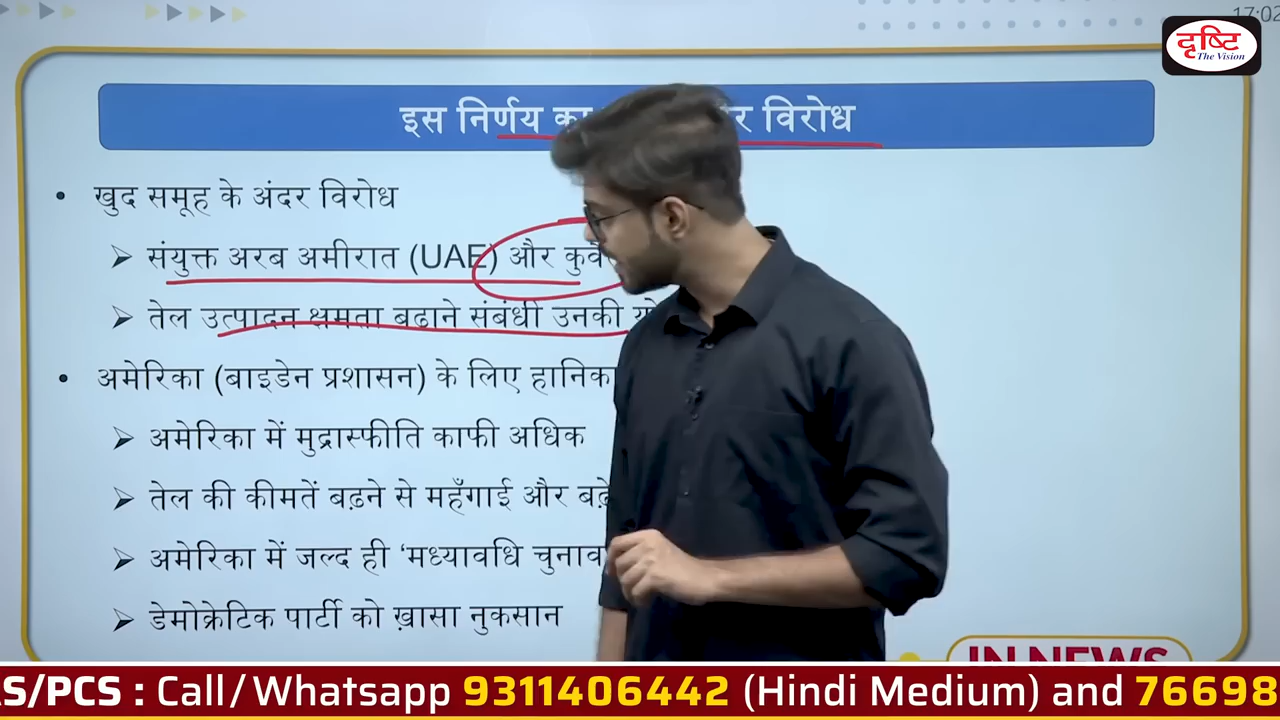 17:02
दृष्टि
The Vision
इस निर्णय का विरोध
• खुद समूह के अंदर विरोध
➢ संयुक्त अरब अमीरात (UAE) और
➢ तेल उत्पादन क्षमता बढाने संबंधी उनकी
• अमेरिका (बाइडेन प्रशासन) के लिए
➢ अमेरिका में मुद्रास्फीति काफी अधिक
➢ तेल की कीमतें बढ़ने से महँगाई और
➢ अमेरिका में जल्द ही ‘मध्यावधि
➢ डेमोक्रेटिक पार्टी को ख़ासा नुकसान
IN NEWS
S/PCS : Call/Whatsapp 9311406442 (Hindi Medium) and 76698